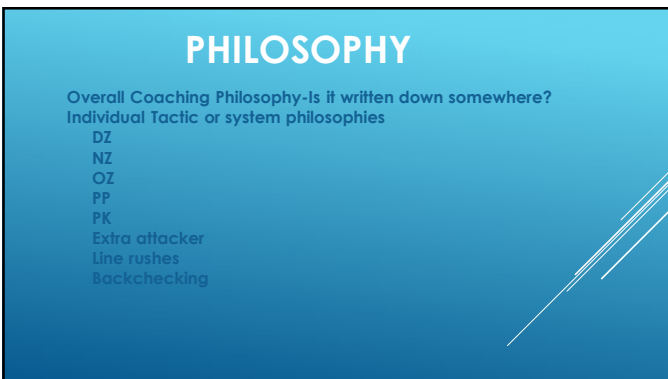 PHILOSOPHY
Overall Coaching Philosophy-Is it written down somewhere?
Individual Tactic or system philosophies
DZ
NZ
OZ
PP
PK
Extra attacker
Line rushes
Backchecking